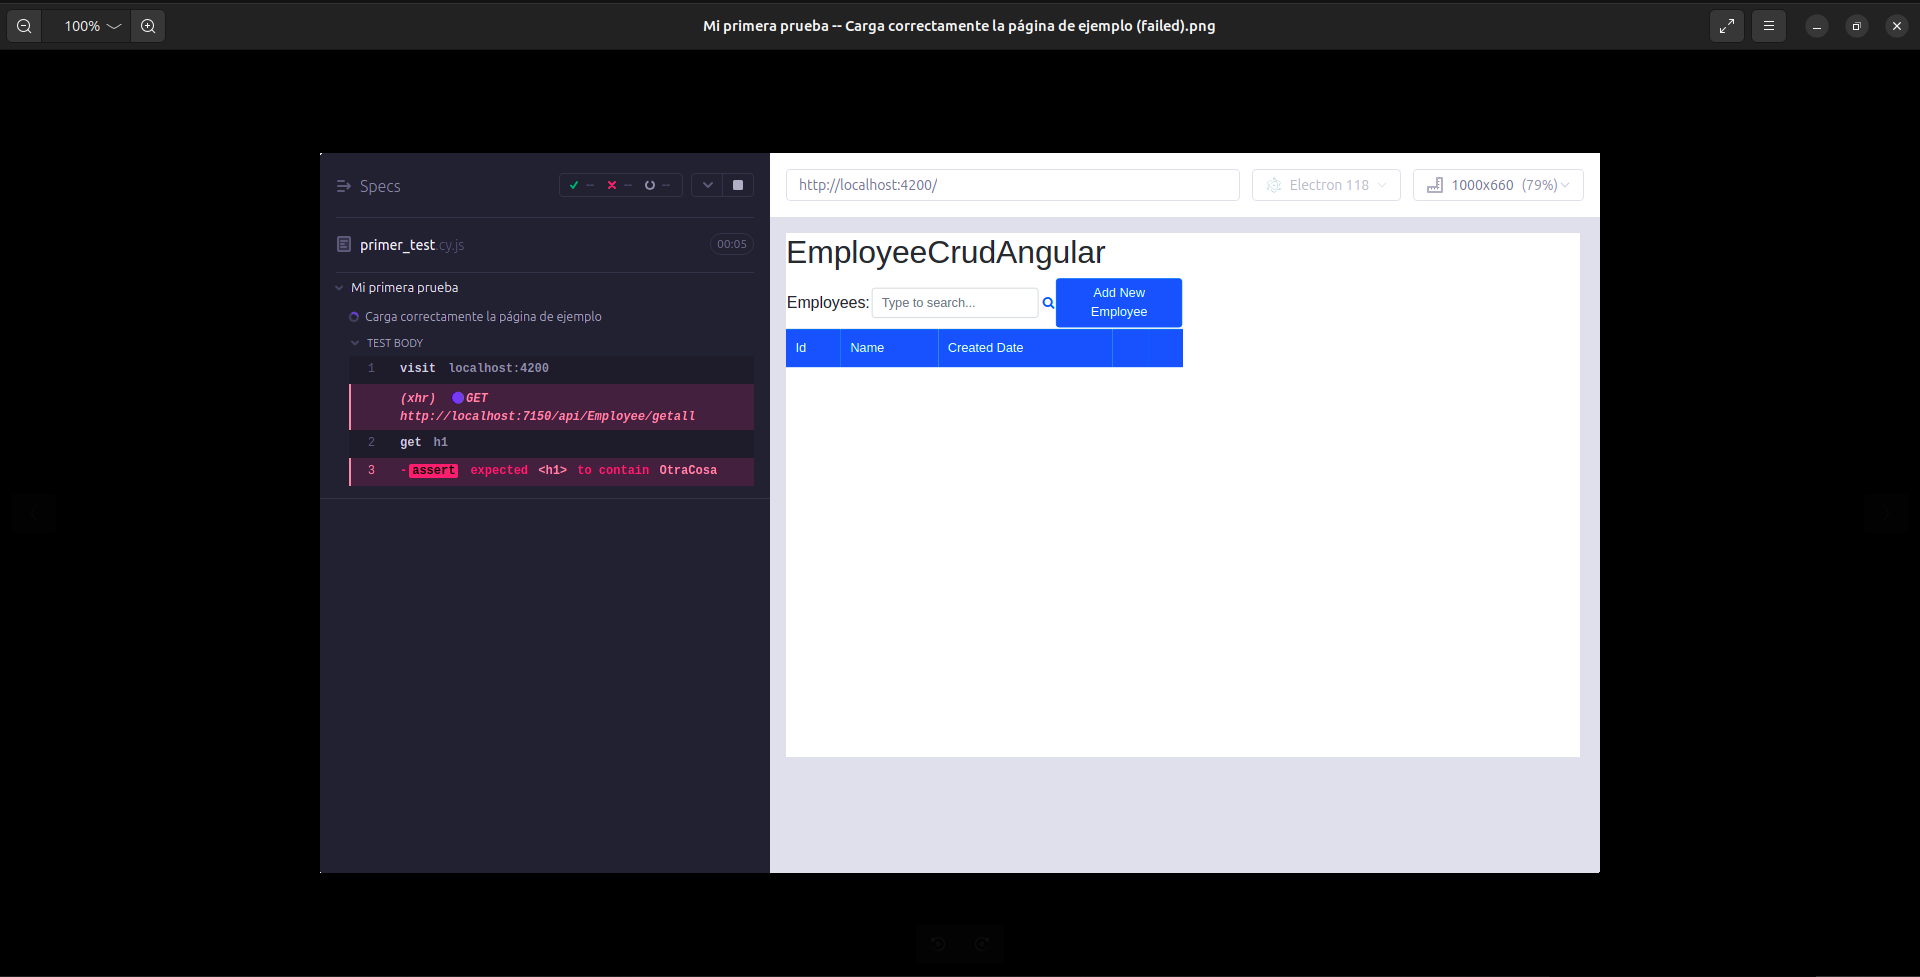 100%
Mi primera prueba -- Carga correctamente la página de ejemplo (failed).png
Specs
-- -- --
primer_test.cy.js
00:05
Mi primera prueba
Carga correctamente la página de ejemplo
TEST BODY
1 visit localhost:4200
(xhr) GET
http://localhost:7150/api/Employee/getall
2 get h1
3 -assert expected <h1> to contain OtraCosa
http://localhost:4200/
Electron 118
1000x660 (79%)
EmployeeCrudAngular
Employees: Type to search...
Add New
Employee
Id Name Created Date